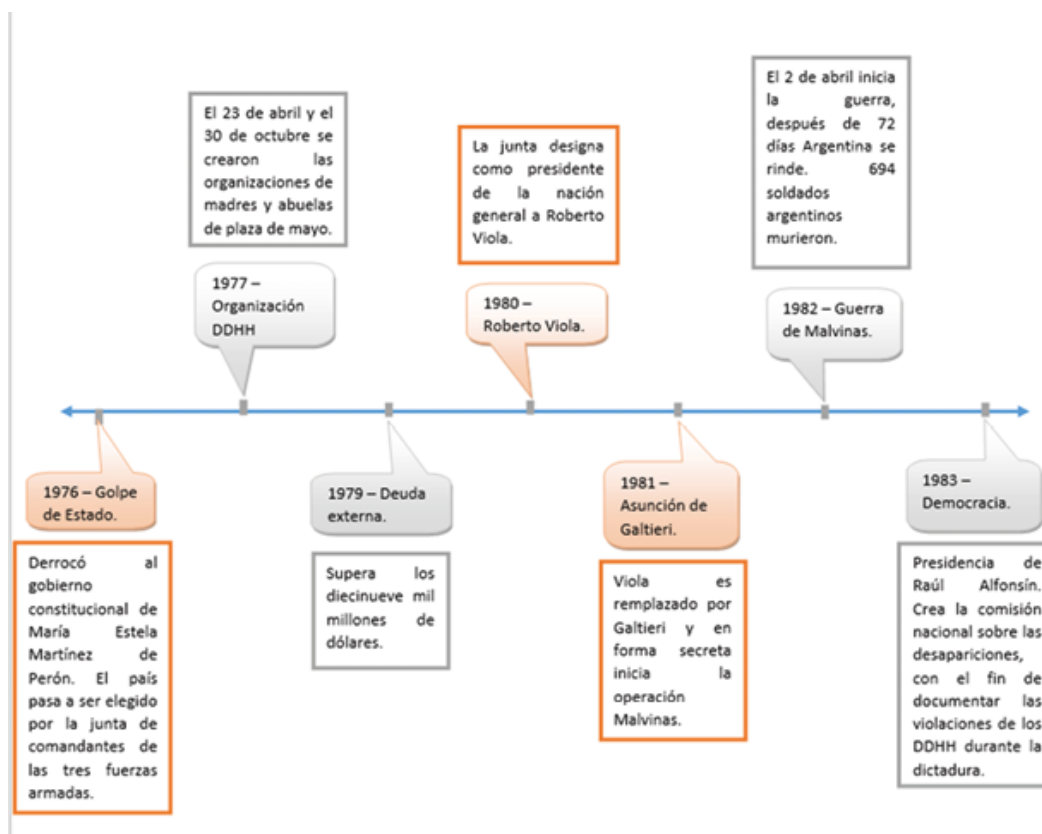 El 23 de abril y el
30 de octubre se
crearon las
organizaciones de
madres y abuelas
de plaza de mayo.
1977 –
Organización
DDHH
La junta designa
como presidente
de la nación
general a Roberto
Viola.
1980 –
Roberto Viola.
El 2 de abril inicia
la guerra,
después de 72
días Argentina se
rinde. 694
soldados
argentinos
murieron.
1982 – Guerra
de Malvinas.
1976 – Golpe
de Estado.
Derrocó al
gobierno
constitucional de
María Estela
Martínez de
Perón. El país
pasa a ser elegido
por la junta de
comandantes de
las tres fuerzas
armadas.
1979 – Deuda
externa.
Supera los
diecinueve mil
millones de
dólares.
1981 –
Asunción de
Galtieri.
Viola es
remplazado por
Galtieri y en
forma secreta
inicia la
operación
Malvinas.
1983 –
Democracia.
Presidencia de
Raúl Alfonsín.
Crea la comisión
nacional sobre las
desapariciones,
con el fin de
documentar las
violaciones de los
DDHH durante la
dictadura.